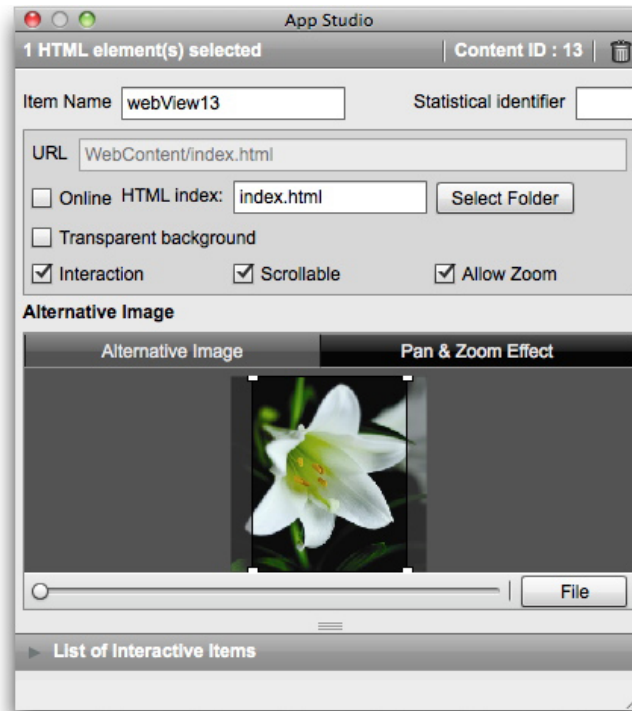 App Studio
1 HTML element(s) selected Content ID : 13
Item Name webView13 Statistical identifier
URL WebContent/index.html
Online HTML index: index.html Select Folder
Transparent background
Interaction Scrollable Allow Zoom
Alternative Image
Alternative Image Pan & Zoom Effect
File
List of Interactive Items